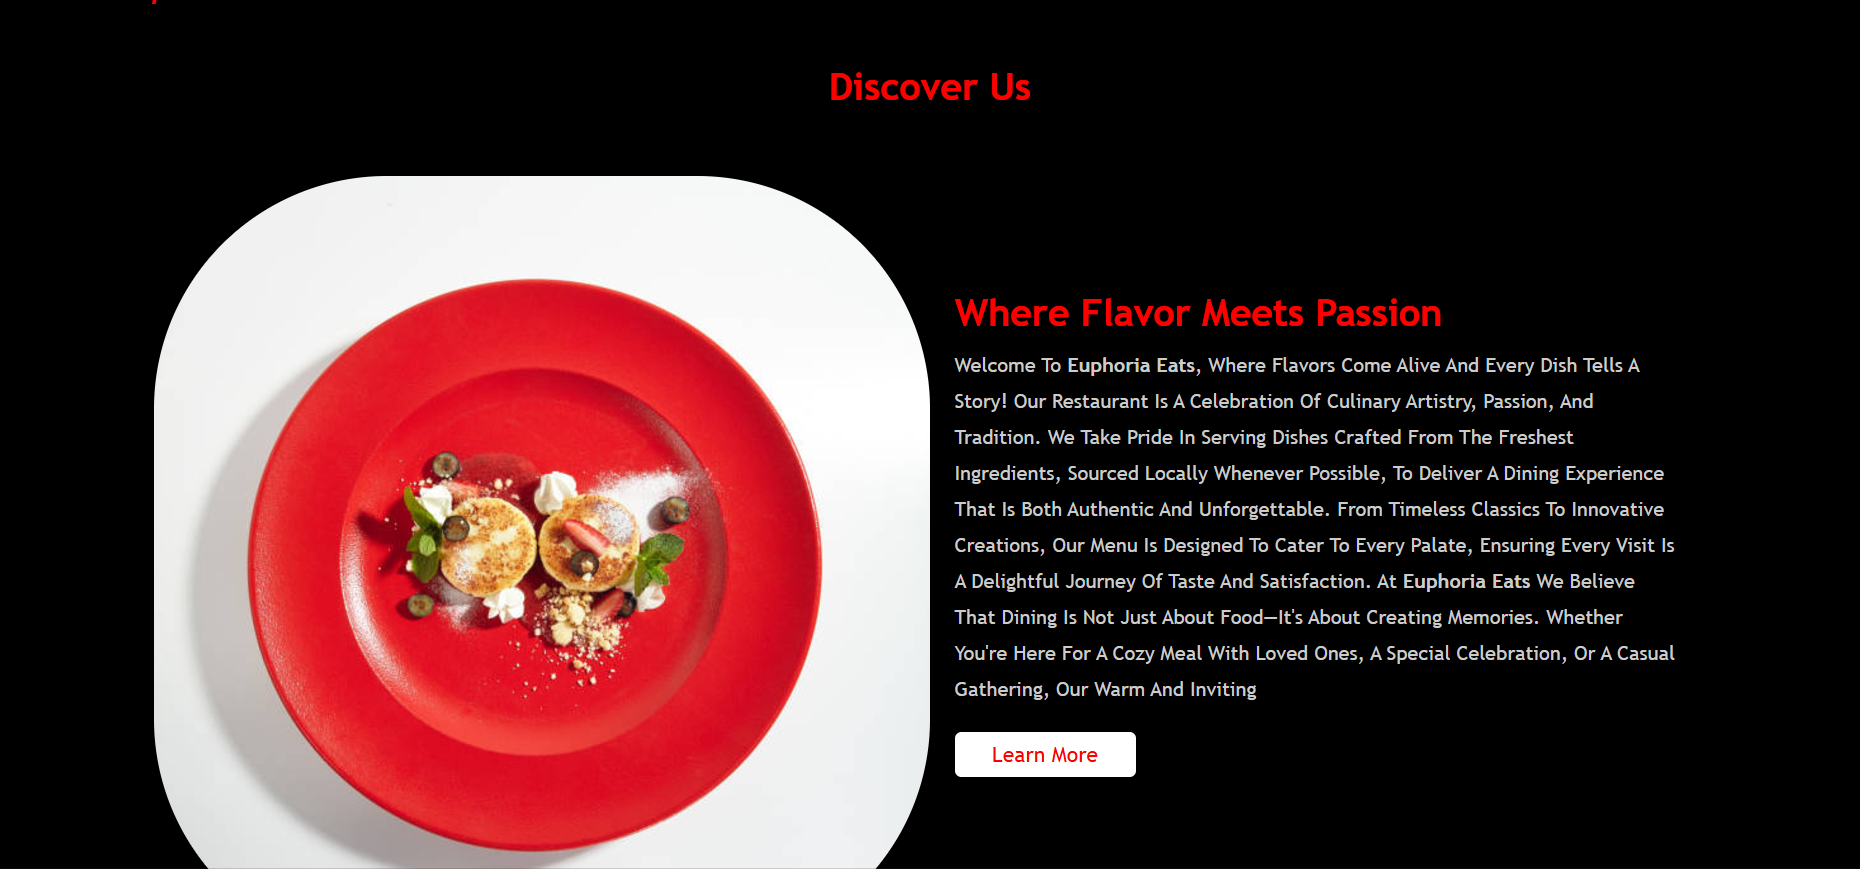 Discover Us
Where Flavor Meets Passion
Welcome To Euphoria Eats, Where Flavors Come Alive And Every Dish Tells A
Story! Our Restaurant Is A Celebration Of Culinary Artistry, Passion, And
Tradition. We Take Pride In Serving Dishes Crafted From The Freshest
Ingredients, Sourced Locally Whenever Possible, To Deliver A Dining Experience
That Is Both Authentic And Unforgettable. From Timeless Classics To Innovative
Creations, Our Menu Is Designed To Cater To Every Palate, Ensuring Every Visit Is
A Delightful Journey Of Taste And Satisfaction. At Euphoria Eats We Believe
That Dining Is Not Just About Food—It's About Creating Memories. Whether
You're Here For A Cozy Meal With Loved Ones, A Special Celebration, Or A Casual
Gathering, Our Warm And Inviting
Learn More